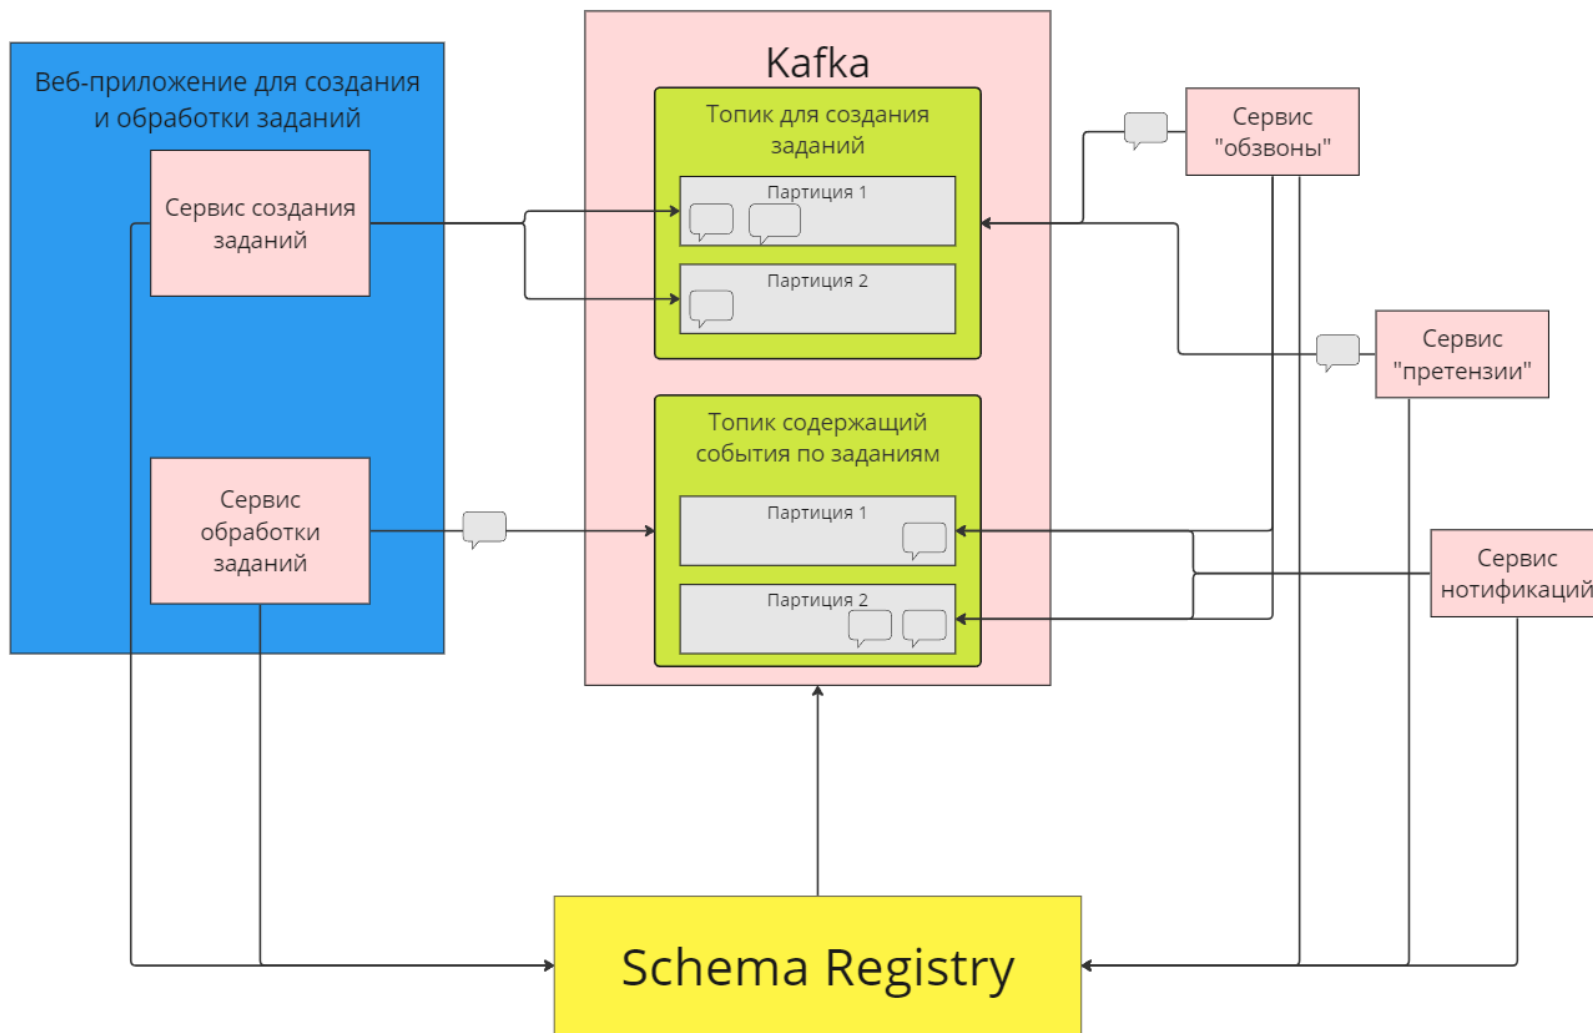 Веб-приложение для создания
и обработки заданий
Сервис создания
заданий
Сервис
обработки
заданий
Kafka
Топик для создания
заданий
Партиция 1
Партиция 2
Топик содержащий
события по заданиям
Партиция 1
Партиция 2
Сервис
"обзвоны"
Сервис
"претензии"
Сервис
нотификаций
Schema Registry